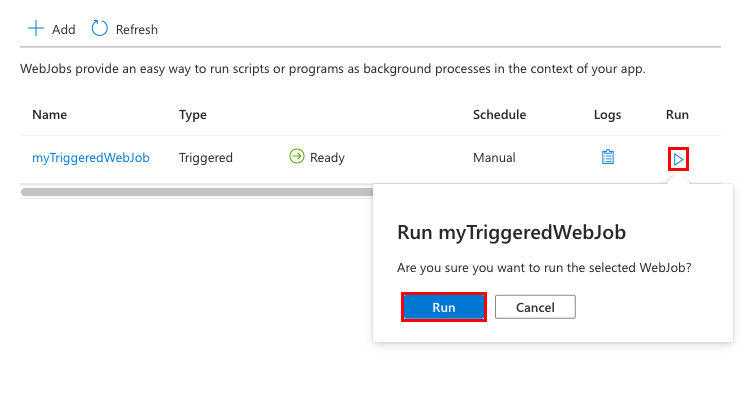 Add Refresh
WebJobs provide an easy way to run scripts or programs as background processes in the context of your app.
Name Type Schedule Logs Run
myTriggeredWebJob Triggered Ready Manual
Run myTriggeredWebJob
Are you sure you want to run the selected WebJob?
Run Cancel